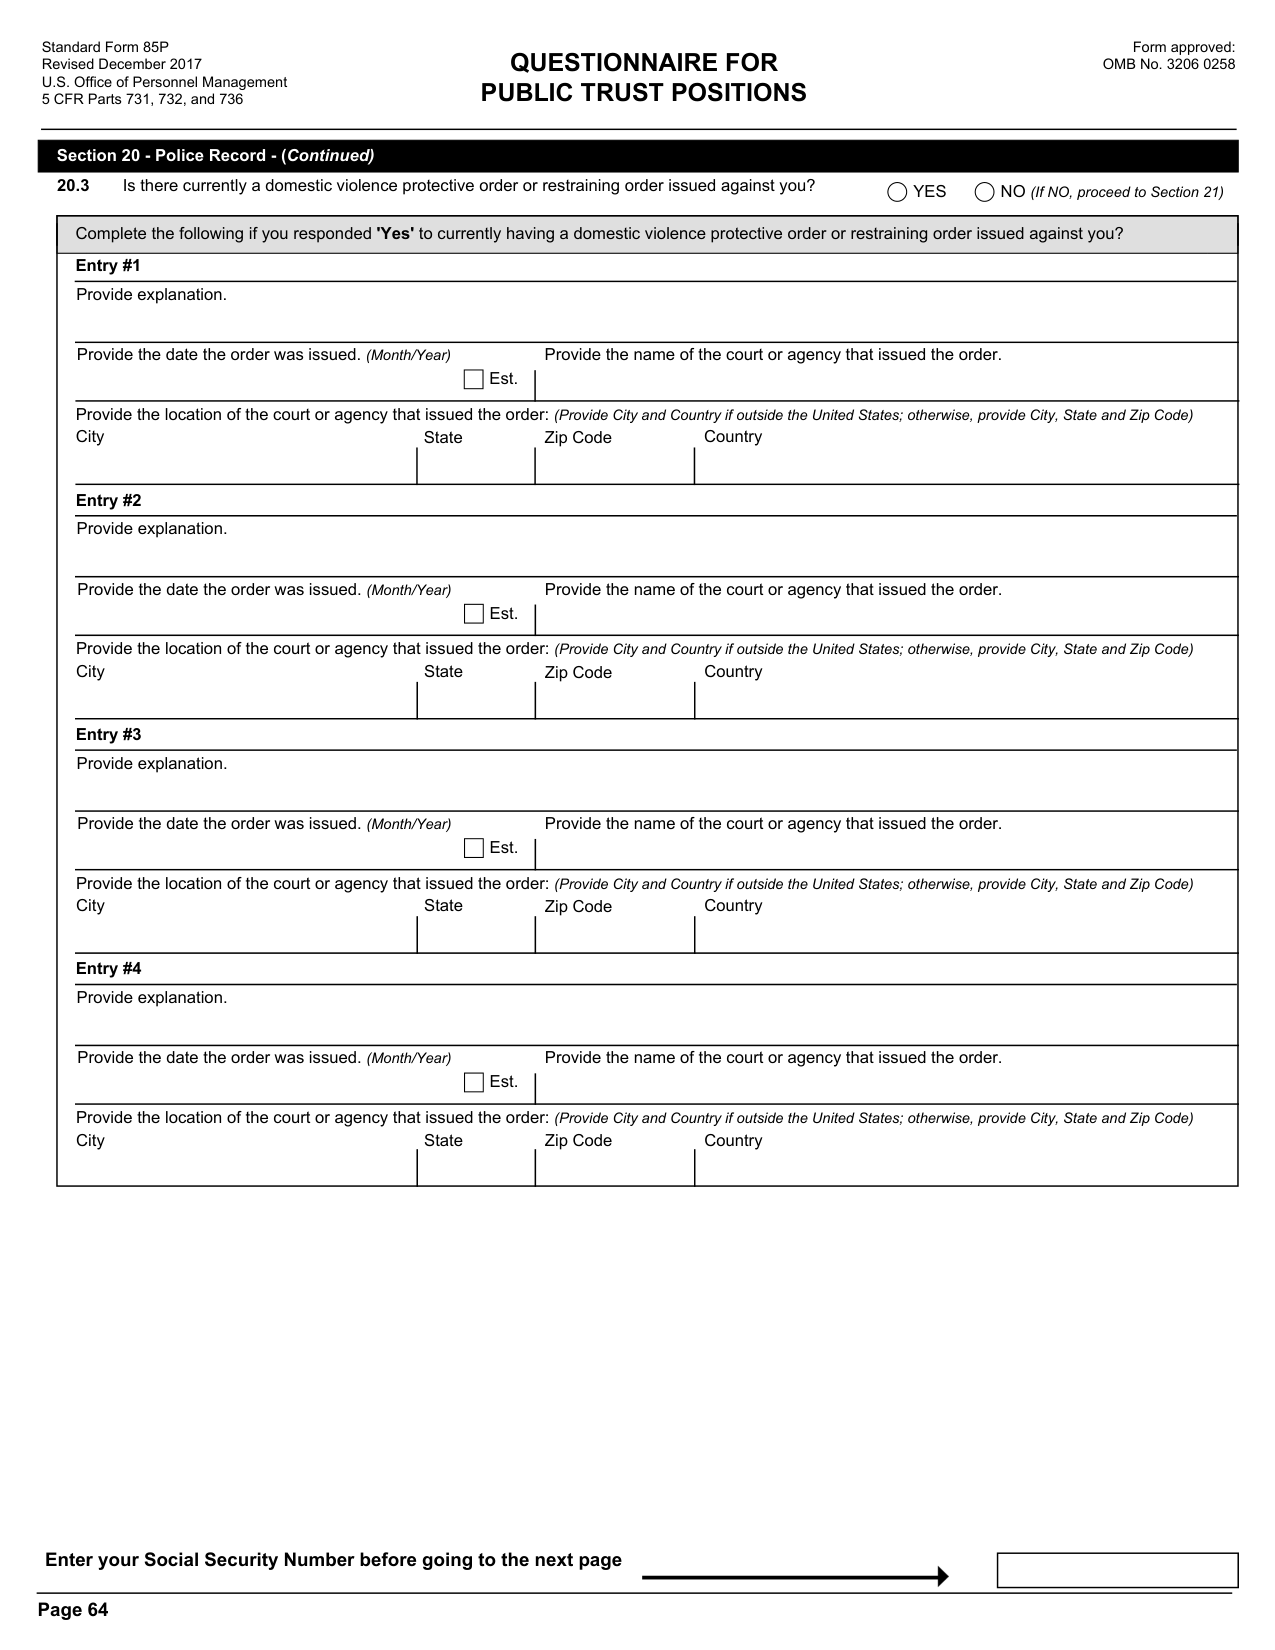 Standard Form 85P
Revised December 2017
U.S. Office of Personnel Management
5 CFR Parts 731, 732, and 736
QUESTIONNAIRE FOR
PUBLIC TRUST POSITIONS
Form approved:
OMB No. 3206 0258
Section 20 - Police Record - (Continued)
20.3 Is there currently a domestic violence protective order or restraining order issued against you? YES NO (If NO, proceed to Section 21)
Complete the following if you responded 'Yes' to currently having a domestic violence protective order or restraining order issued against you?
Entry #1
Provide explanation.
Provide the date the order was issued. (Month/Year) Provide the name of the court or agency that issued the order.
Est.
Provide the location of the court or agency that issued the order: (Provide City and Country if outside the United States; otherwise, provide City, State and Zip Code)
City State Zip Code Country
Entry #2
Provide explanation.
Provide the date the order was issued. (Month/Year) Provide the name of the court or agency that issued the order.
Est.
Provide the location of the court or agency that issued the order: (Provide City and Country if outside the United States; otherwise, provide City, State and Zip Code)
City State Zip Code Country
Entry #3
Provide explanation.
Provide the date the order was issued. (Month/Year) Provide the name of the court or agency that issued the order.
Est.
Provide the location of the court or agency that issued the order: (Provide City and Country if outside the United States; otherwise, provide City, State and Zip Code)
City State Zip Code Country
Entry #4
Provide explanation.
Provide the date the order was issued. (Month/Year) Provide the name of the court or agency that issued the order.
Est.
Provide the location of the court or agency that issued the order: (Provide City and Country if outside the United States; otherwise, provide City, State and Zip Code)
City State Zip Code Country
Enter your Social Security Number before going to the next page
Page 64